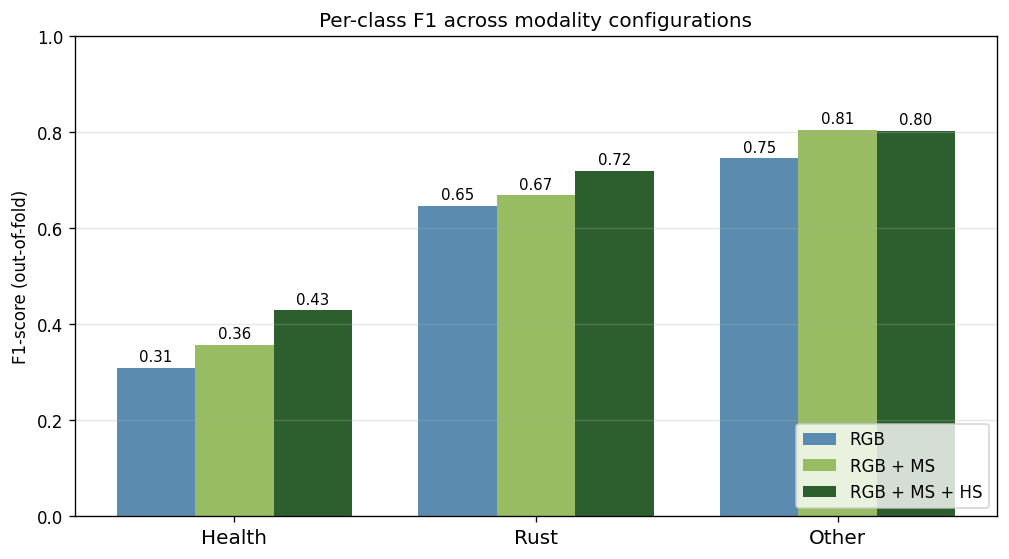 Per-class F1 across modality configurations
F1-score (out-of-fold)
1.0
0.8
0.6
0.4
0.2
0.0
0.31
0.36
0.43
0.65
0.67
0.72
0.75
0.81
0.80
Health
Rust
Other
RGB
RGB + MS
RGB + MS + HS